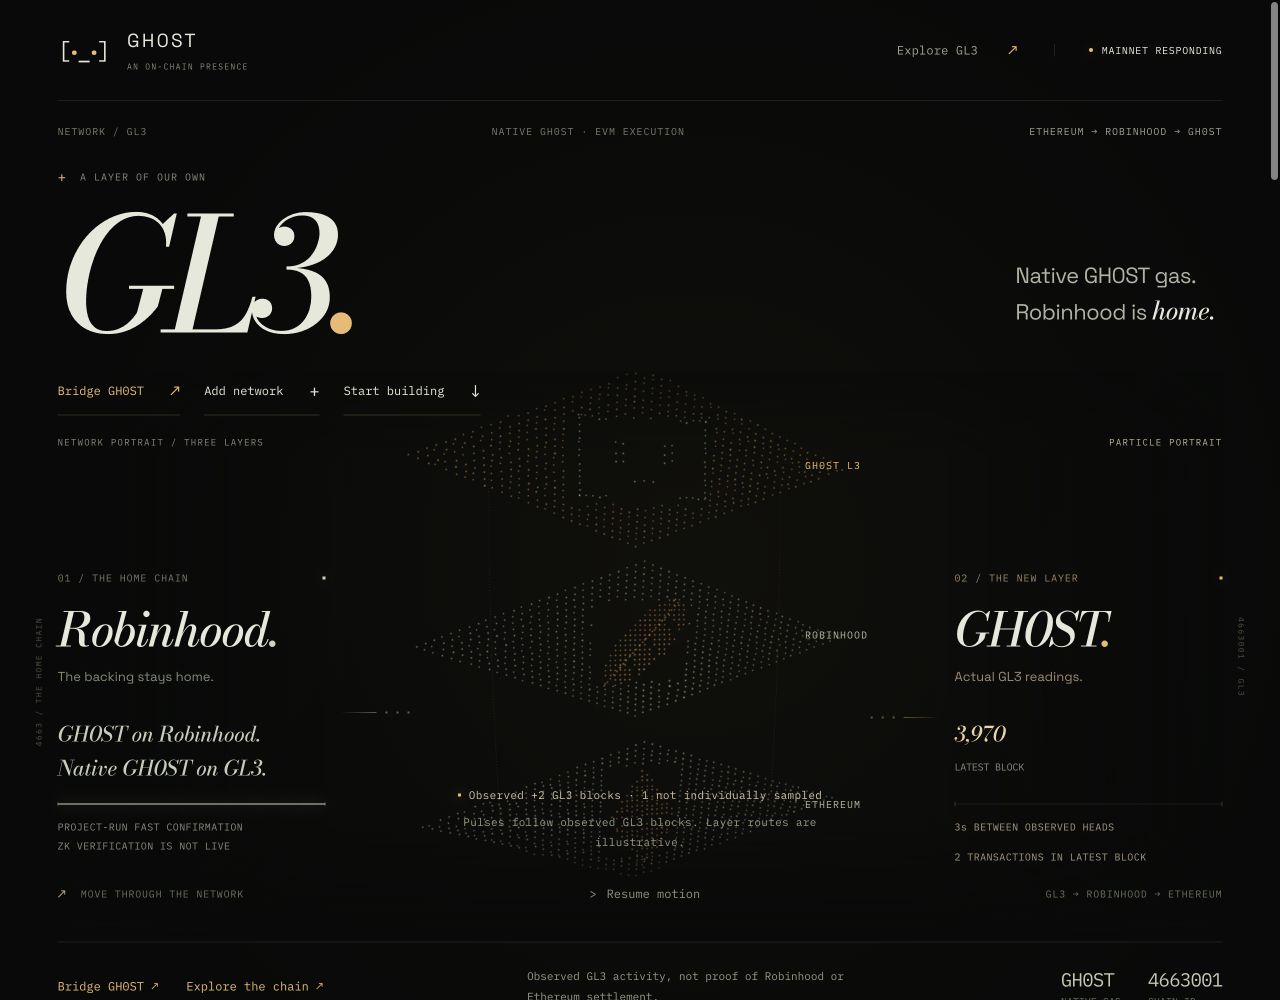 [•_•]
GHOST
AN ON-CHAIN PRESENCE
Explore GL3 ↗
MAINNET RESPONDING
NETWORK / GL3
NATIVE GH0ST · EVM EXECUTION
ETHEREUM → ROBINHOOD → GH0ST
+ A LAYER OF OUR OWN
GL3.
Native GHOST gas.
Robinhood is home.
Bridge GH0ST ↗
Add network +
Start building ↓
NETWORK PORTRAIT / THREE LAYERS
PARTICLE PORTRAIT
GH0ST L3
01 / THE HOME CHAIN
Robinhood.
The backing stays home.
GH0ST on Robinhood.
Native GH0ST on GL3.
PROJECT-RUN FAST CONFIRMATION
ZK VERIFICATION IS NOT LIVE
4663 / THE HOME CHAIN
ROBINHOOD
02 / THE NEW LAYER
GH0ST.
Actual GL3 readings.
3,970
LATEST BLOCK
3s BETWEEN OBSERVED HEADS
2 TRANSACTIONS IN LATEST BLOCK
4663001 / GL3
Observed +2 GL3 blocks · 1 not individually sampled
ETHEREUM
Pulses follow observed GL3 blocks. Layer routes are
illustrative.
↗ MOVE THROUGH THE NETWORK
> Resume motion
GL3 → ROBINHOOD → ETHEREUM
Bridge GH0ST ↗
Explore the chain ↗
Observed GL3 activity, not proof of Robinhood or
Ethereum settlement.
GH0ST
4663001